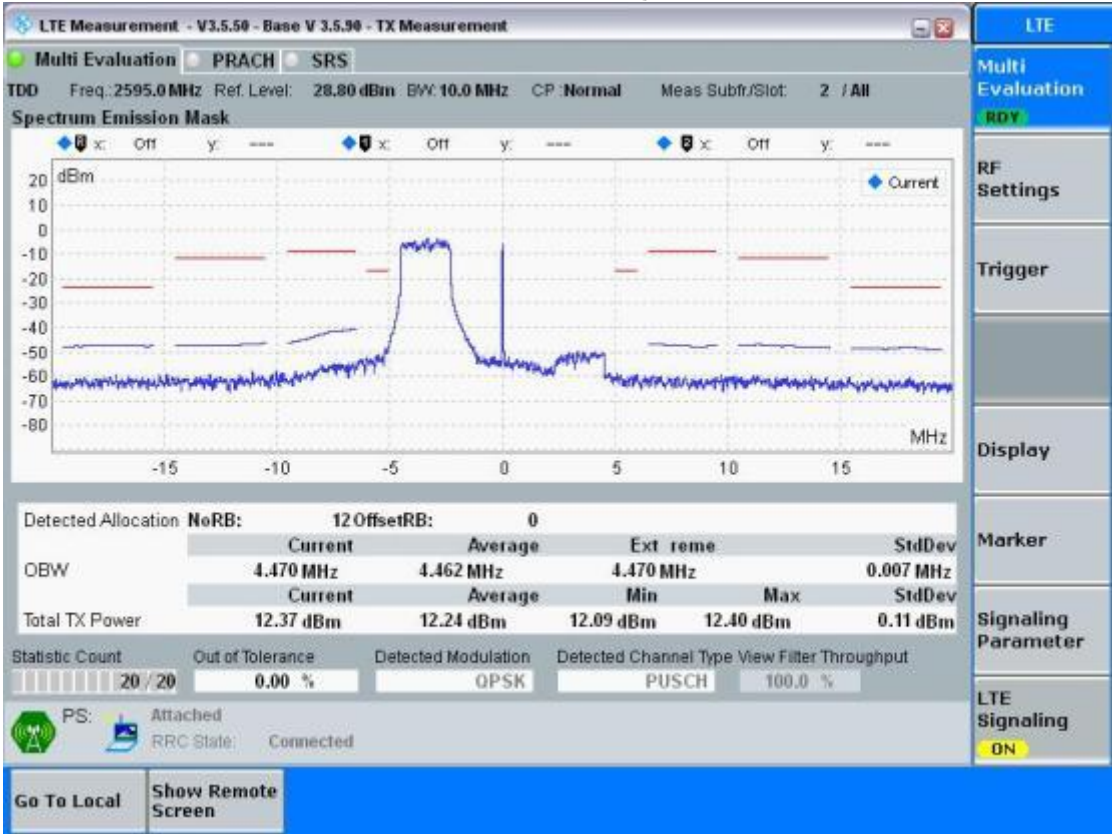 LTE Measurement - V3.5.50 - Base V 3.5.90 - TX Measurement
LTE
Multi Evaluation PRACH SRS
Multi Evaluation
RDY
TDD Freq.:2595.0 MHz Ref. Level: 28.80 dBm BW: 10.0 MHz CP :Normal Meas Subfr./Slot: 2 / All
Spectrum Emission Mask
x: Off y: --- x: Off y: --- x: Off y: ---
dBm
Current
20
10
0
-10
-20
-30
-40
-50
-60
-70
-80
MHz
-15 -10 -5 0 5 10 15
RF Settings
Trigger
Display
Marker
Signaling Parameter
LTE Signaling
ON
Detected Allocation NoRB: 12 OffsetRB: 0
Current Average Ext reme StdDev
OBW 4.470 MHz 4.462 MHz 4.470 MHz 0.007 MHz
Current Average Min Max StdDev
Total TX Power 12.37 dBm 12.24 dBm 12.09 dBm 12.40 dBm 0.11 dBm
Statistic Count Out of Tolerance Detected Modulation Detected Channel Type View Filter Throughput
20 / 20 0.00 % QPSK PUSCH 100.0 %
PS: Attached
RRC State: Connected
Go To Local Show Remote Screen